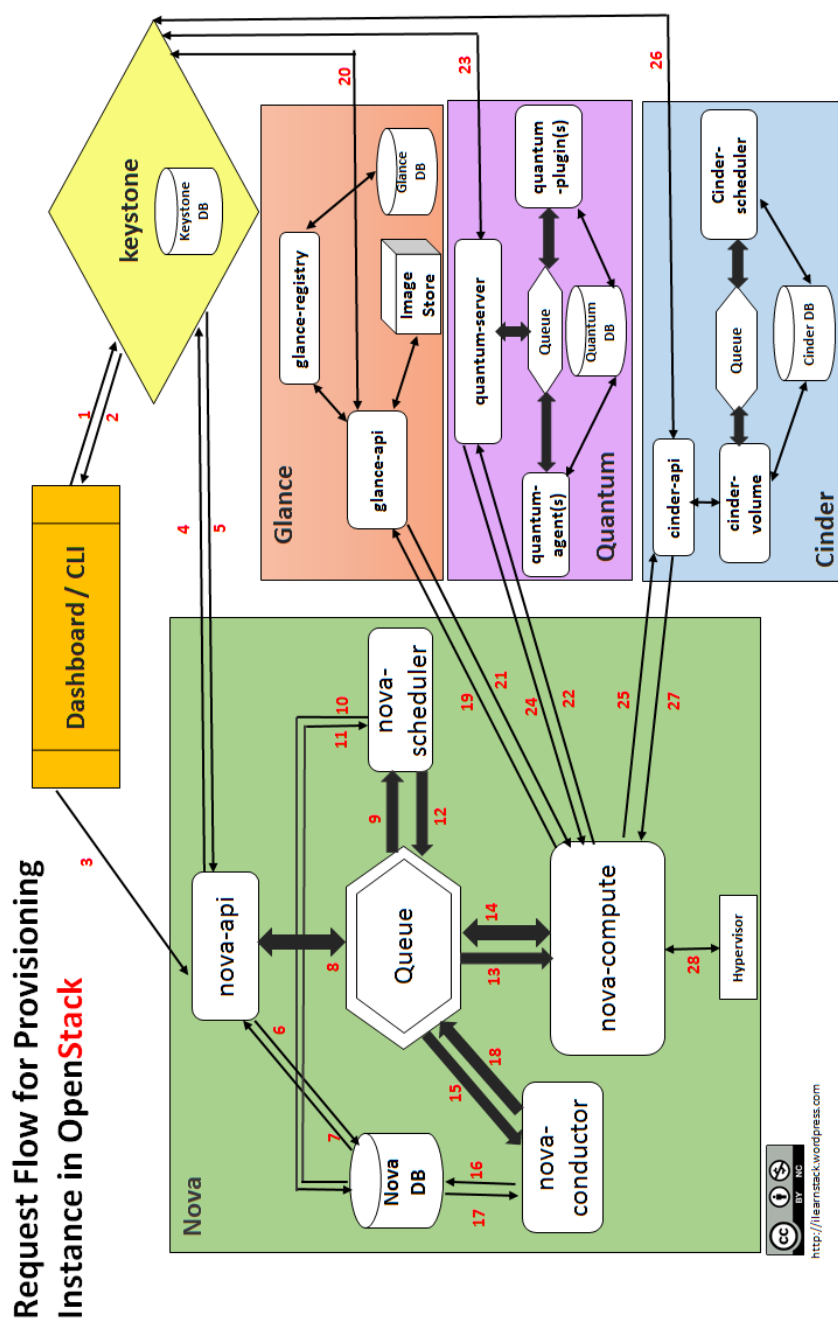 Request Flow for Provisioning
Instance in OpenStack
Dashboard / CLI
keystone
Keystone
DB
1
2
3
4
5
Nova
nova-api
6
7
8
Nova
DB
Queue
9
10
11
12
nova-
scheduler
13
14
15
16
17
18
nova-
conductor
nova-compute
28
Hypervisor
19
21
24
22
25
27
20
23
26
Glance
glance-api
glance-registry
Image
Store
Glance
DB
Quantum
quantum-server
quantum-
agent(s)
Queue
quantum
-plugin(s)
Quantum
DB
Cinder
cinder-api
cinder-
volume
Queue
Cinder-
scheduler
Cinder DB
cc
BY NC
http://ilearnstack.wordpress.com